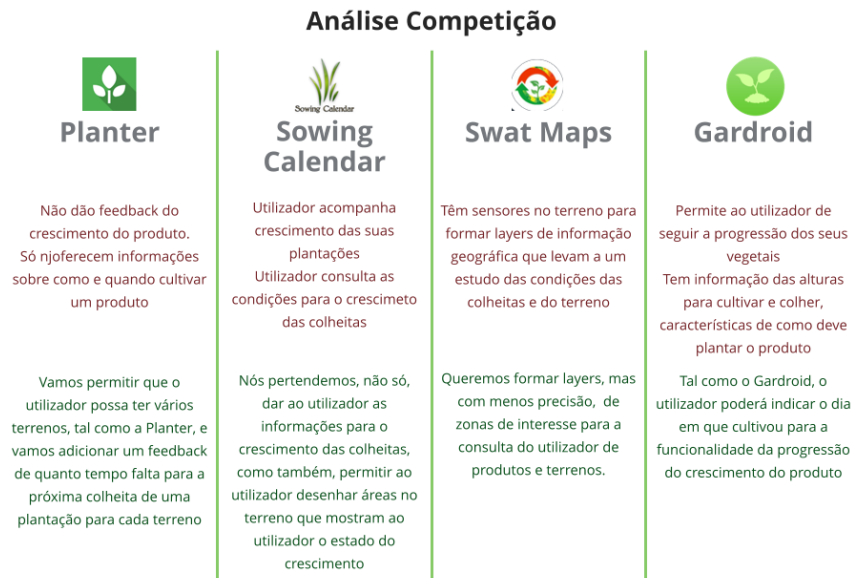 Análise Competição
Planter
Não dão feedback do
crescimento do produto.
Só njoferecem informações
sobre como e quando cultivar
um produto
Vamos permitir que o
utilizador possa ter vários
terrenos, tal como a Planter, e
vamos adicionar um feedback
de quanto tempo falta para a
próxima colheita de uma
plantação para cada terreno
Sowing Calendar
Sowing
Calendar
Utilizador acompanha
crescimento das suas
plantações
Utilizador consulta as
condições para o crescimeto
das colheitas
Nós pertendemos, não só,
dar ao utilizador as
informações para o
crescimento das colheitas,
como também, permitir ao
utilizador desenhar áreas no
terreno que mostram ao
utilizador o estado do
crescimento
Swat Maps
Têm sensores no terreno para
formar layers de informação
geográfica que levam a um
estudo das condições das
colheitas e do terreno
Queremos formar layers, mas
com menos precisão, de
zonas de interesse para a
consulta do utilizador de
produtos e terrenos.
Gardroid
Permite ao utilizador de
seguir a progressão dos seus
vegetais
Tem informação das alturas
para cultivar e colher,
características de como deve
plantar o produto
Tal como o Gardroid, o
utilizador poderá indicar o dia
em que cultivou para a
funcionalidade da progressão
do crescimento do produto